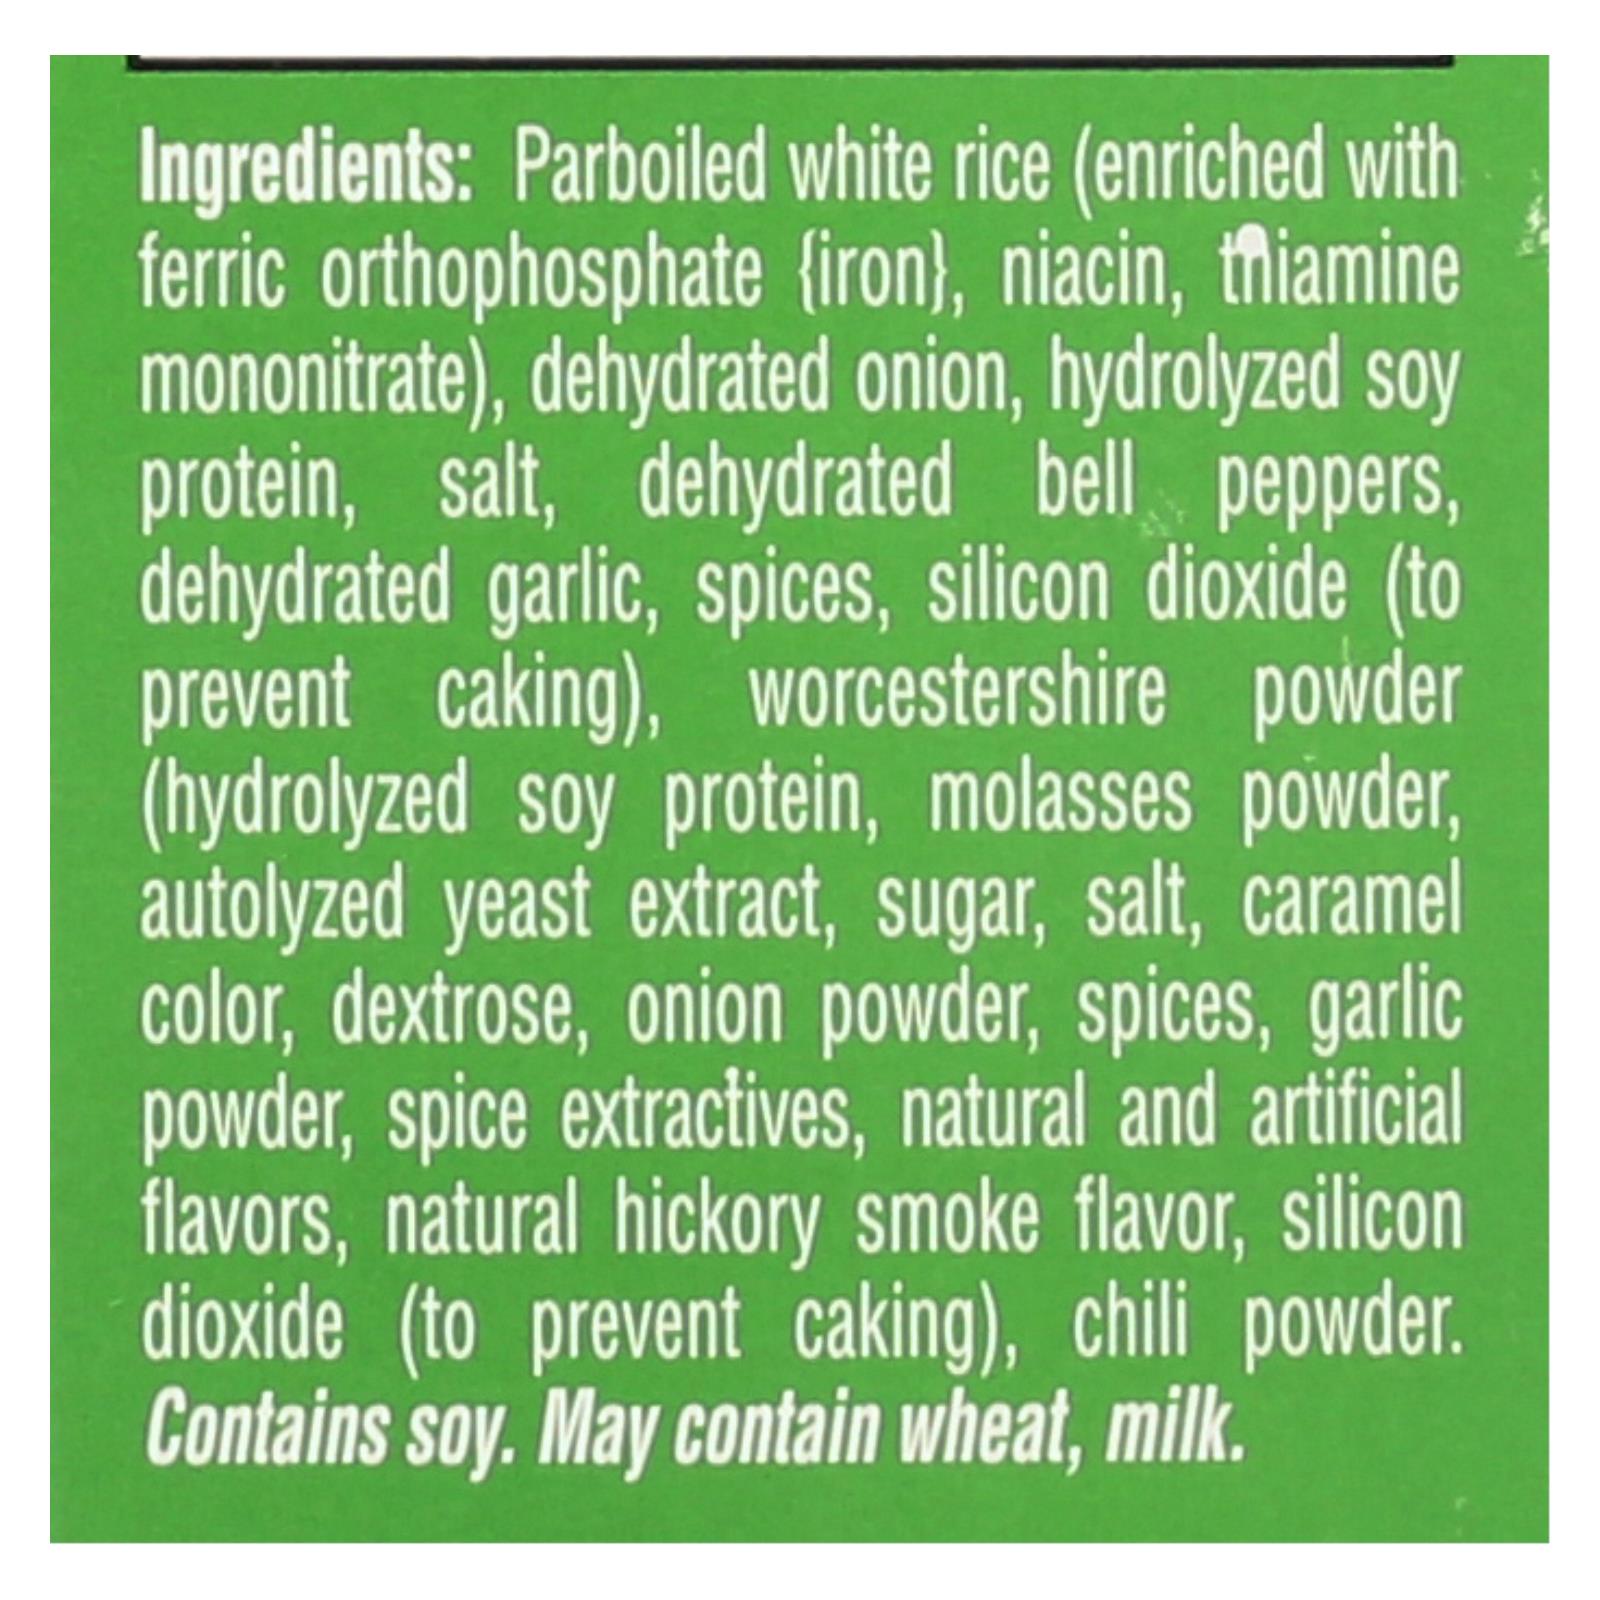 Ingredients: Parboiled white rice (enriched with
ferric orthophosphate {iron}, niacin, thiamine
mononitrate), dehydrated onion, hydrolyzed soy
protein, salt, dehydrated bell peppers,
dehydrated garlic, spices, silicon dioxide (to
prevent caking), worcestershire powder
(hydrolyzed soy protein, molasses powder,
autolyzed yeast extract, sugar, salt, caramel
color, dextrose, onion powder, spices, garlic
powder, spice extractives, natural and artificial
flavors, natural hickory smoke flavor, silicon
dioxide (to prevent caking), chili powder.
Contains soy. May contain wheat, milk.